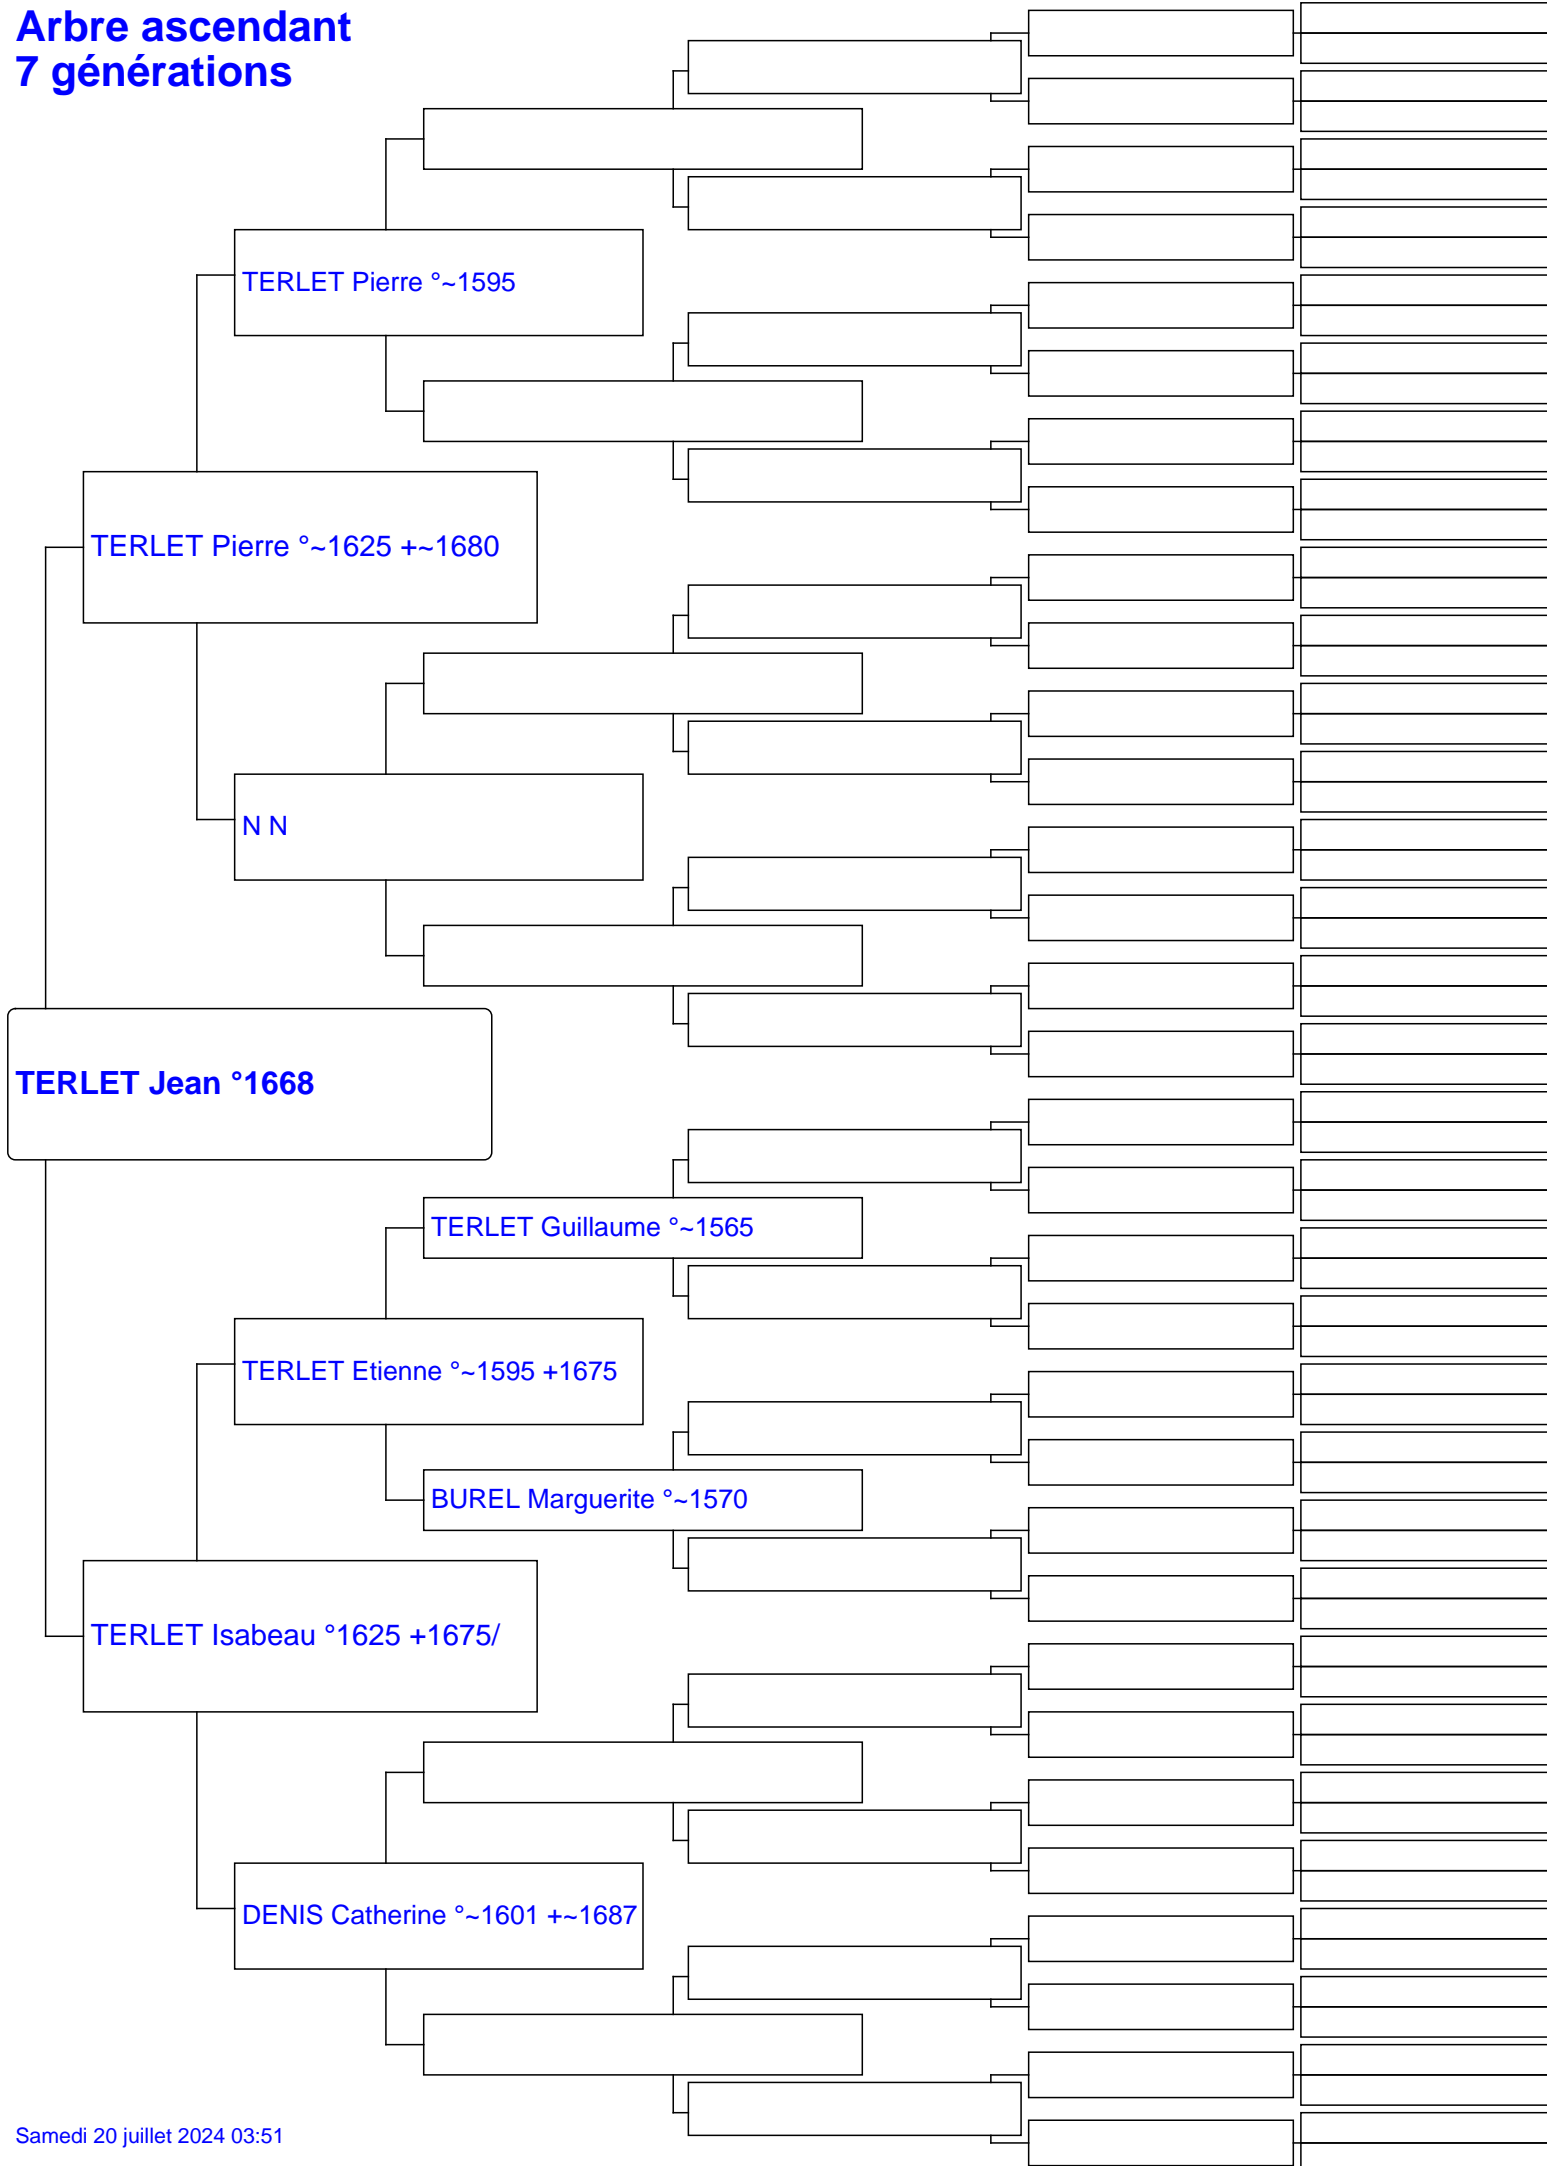 Arbre ascendant
7 générations
TERLET Pierre °~1595
TERLET Pierre °~1625 +~1680
N N
TERLET Jean °1668
TERLET Guillaume °~1565
TERLET Etienne °~1595 +1675
BUREL Marguerite °~1570
TERLET Isabeau °1625 +1675/
DENIS Catherine °~1601 +~1687
Samedi 20 juillet 2024 03:51